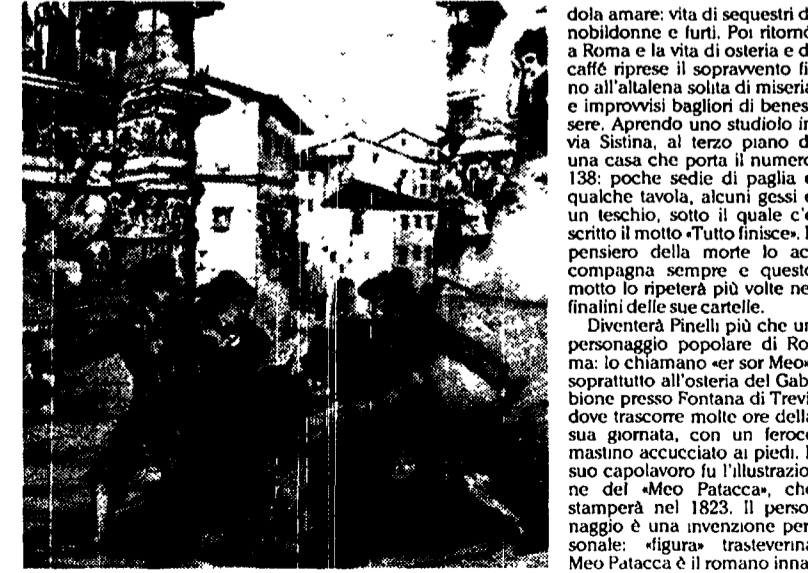 dola amare: vita di sequestri d
nobildonne e furti. Poi ritornò
a Roma e la vita di osteria e d
caffé riprese il sopravvento fi
no all'altalena solita di miseria
e improvvisi bagliori di benes
sere. Aprendo uno studiolo in
via Sistina, al terzo piano d
una casa che porta il numero
138: poche sedie di paglia e
qualche tavola, alcuni gessi e
un teschio, sotto il quale c'è
scritto il motto «Tutto finisce». I
pensiero della morte lo ac
compagna sempre e questo
motto lo ripeterà più volte ne
finalini delle sue cartelle.
Diventerà Pinelli più che un
personaggio popolare di Ro
ma: lo chiamano «er sor Meo»
soprattutto all'osteria del Gab
bione presso Fontana di Trevi
dove trascorre molte ore della
sua giornata, con un feroce
mastino accucciato ai piedi. I
suo capolavoro fu l'illustrazio
ne del «Meo Patacca», che
stamperà nel 1823. Il perso
naggio è una invenzione per
sonale: «figura» trasteverina
Meo Patacca è il romano inna